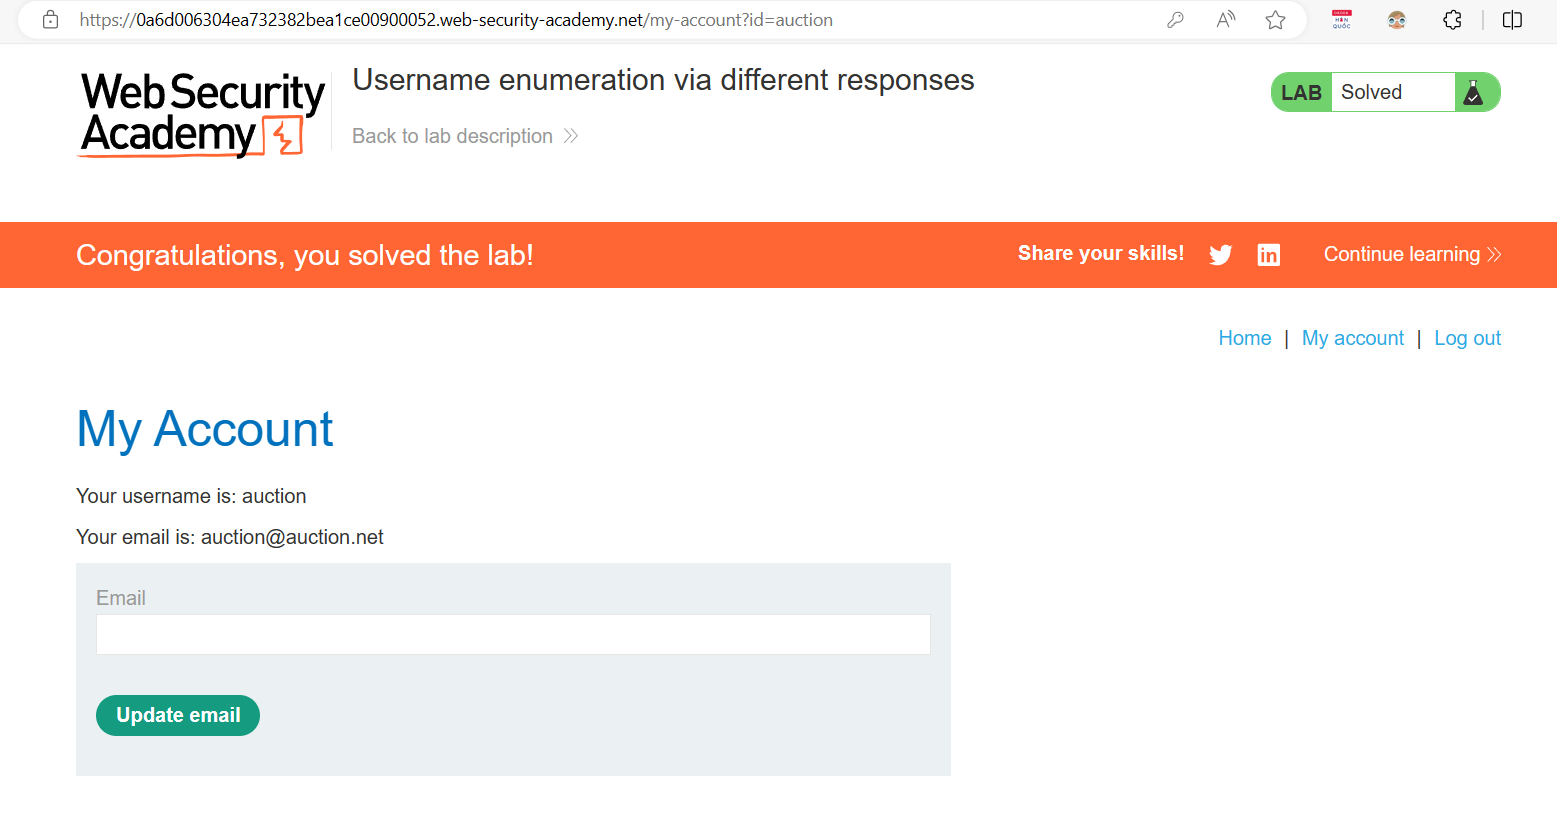 https://0a6d006304ea732382bea1ce00900052.web-security-academy.net/my-account?id=auction
HÀN
QUỐC
Web Security
Academy
Username enumeration via different responses
Back to lab description
LAB Solved
Congratulations, you solved the lab!
Share your skills!
Continue learning
Home | My account | Log out
My Account
Your username is: auction
Your email is: auction@auction.net
Email
Update email